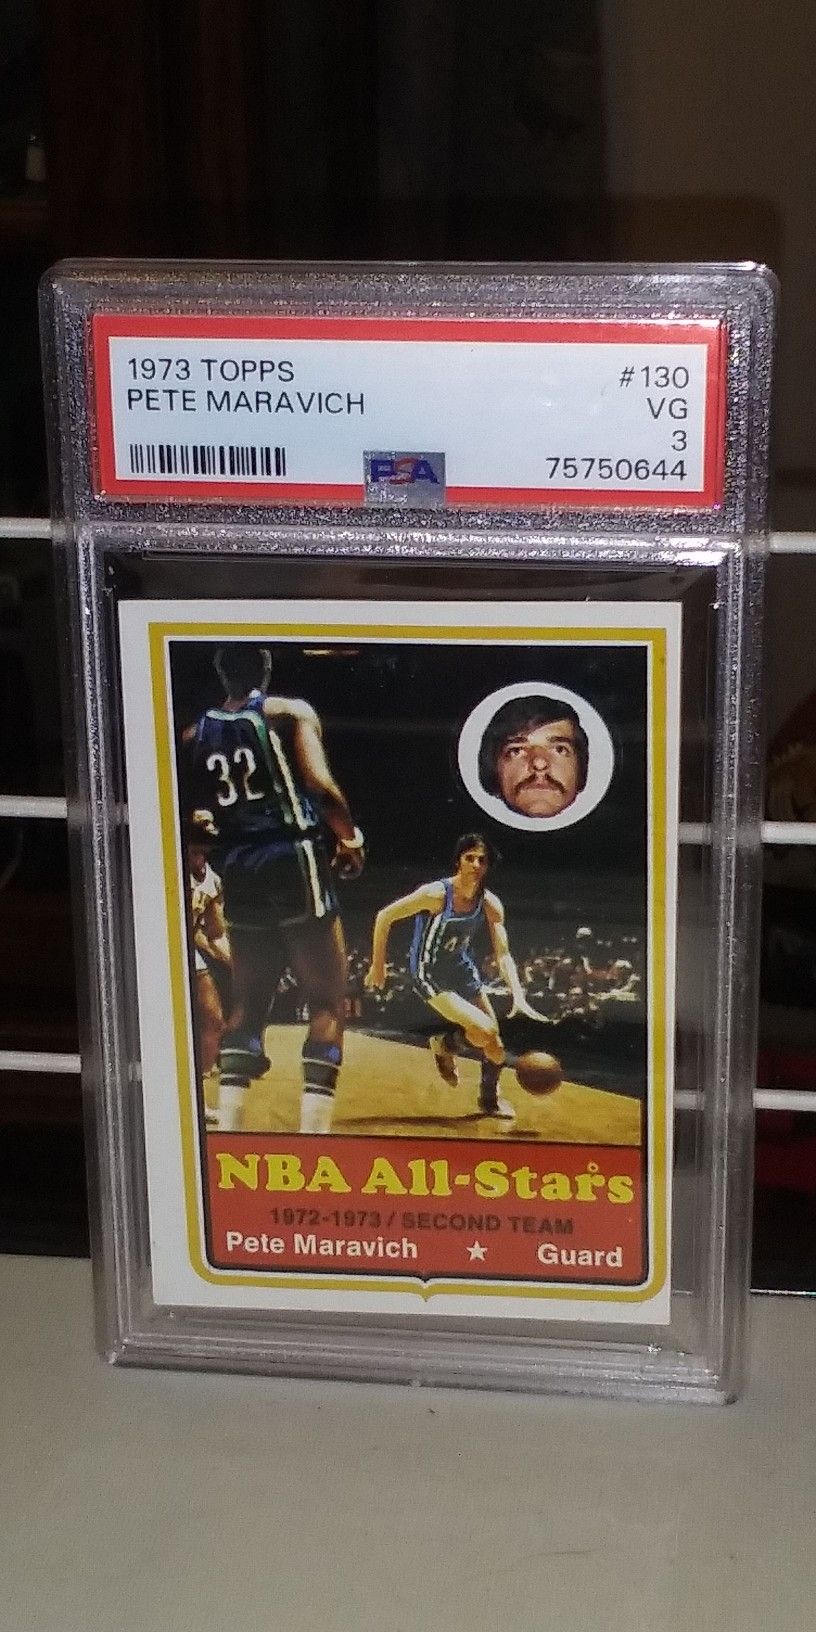 1973 TOPPS #130
PETE MARAVICH VG
3
PSA 75750644
32
44
NBA All-Stars
1972-1973 / SECOND TEAM
Pete Maravich ★ Guard